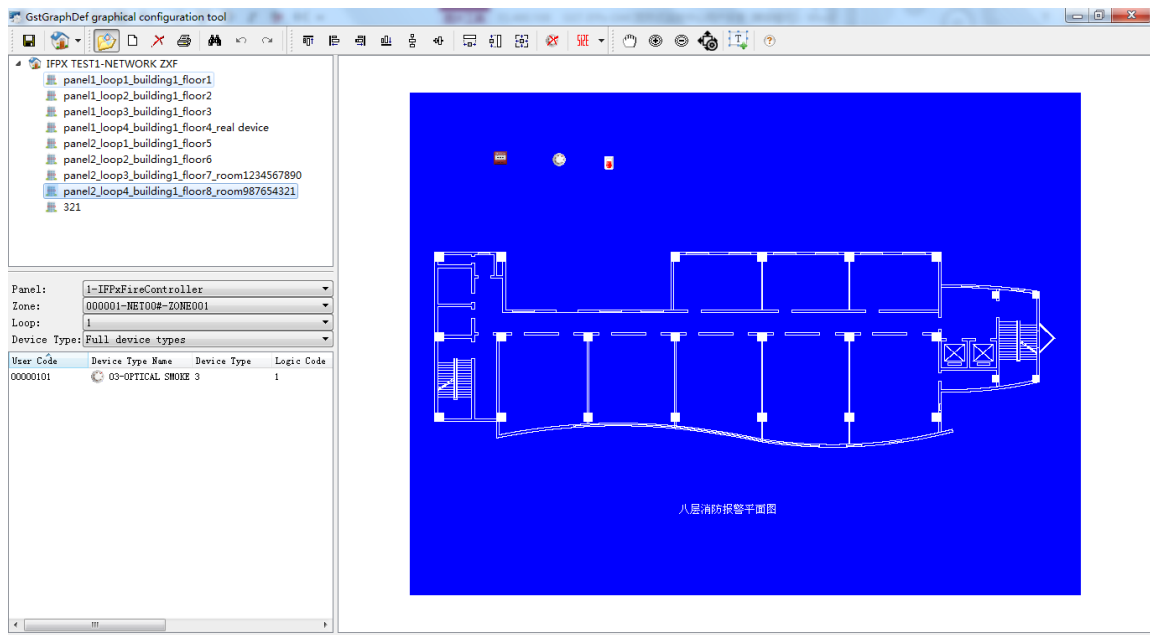 GstGraphDef graphical configuration tool
IFPX TEST1-NETWORK ZXF
panel1_loop1_building1_floor1
panel1_loop2_building1_floor2
panel1_loop3_building1_floor3
panel1_loop4_building1_floor4_real device
panel2_loop1_building1_floor5
panel2_loop2_building1_floor6
panel2_loop3_building1_floor7_room1234567890
panel2_loop4_building1_floor8_room987654321
321
Panel: 1-IFPxFireController
Zone: 000001-NET00#-ZONE001
Loop: 1
Device Type: Full device types
User Code Device Type Name Device Type Logic Code
00000101 03-OPTICAL SMOKE 3 1
八层消防报警平面图